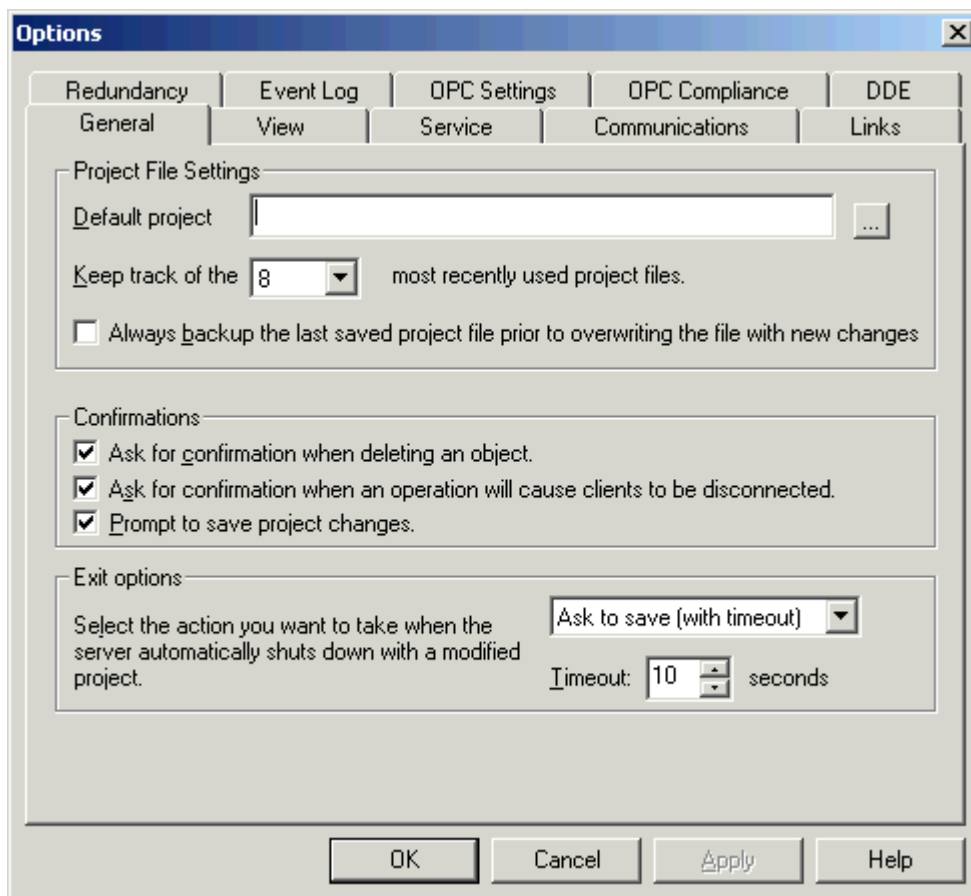 Options
Redundancy
Event Log
OPC Settings
OPC Compliance
DDE
General
View
Service
Communications
Links
Project File Settings
Default project
...
Keep track of the 8 most recently used project files.
Always backup the last saved project file prior to overwriting the file with new changes
Confirmations
Ask for confirmation when deleting an object.
Ask for confirmation when an operation will cause clients to be disconnected.
Prompt to save project changes.
Exit options
Select the action you want to take when the
server automatically shuts down with a modified
project.
Ask to save (with timeout)
Timeout: 10 seconds
OK
Cancel
Apply
Help